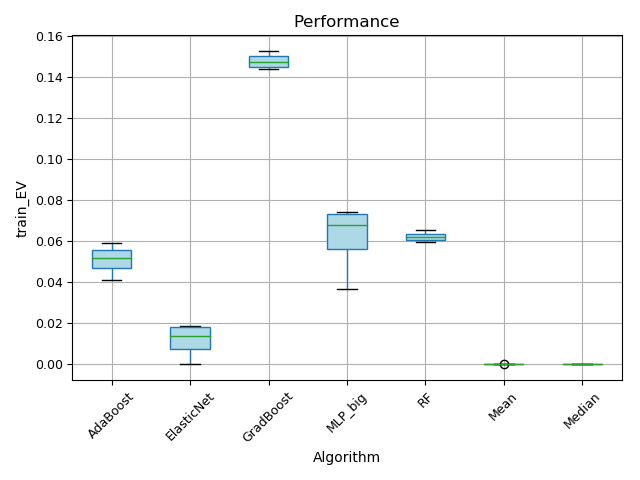 Performance
train_EV
0.16
0.14
0.12
0.10
0.08
0.06
0.04
0.02
0.00
AdaBoost
ElasticNet
GradBoost
MLP_big
RF
Mean
Median
Algorithm